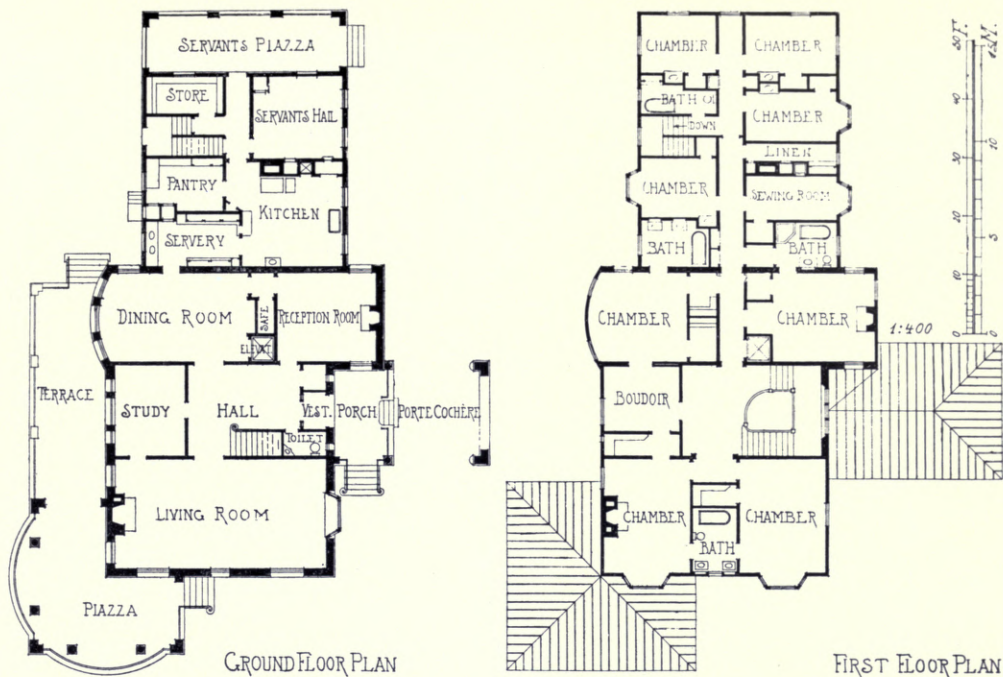 SERVANTS PIAZZA
STORE
SERVANTS HALL
PANTRY
KITCHEN
SERVERY
DINING ROOM
SAFE
RECEPTION ROOM
ELEVAT.
TERRACE
STUDY
HALL
VEST.
PORCH
PORTE COCHÈRE
TOILET
LIVING ROOM
PIAZZA
GROUND FLOOR PLAN
CHAMBER
CHAMBER
BATH
CHAMBER
DOWN
LINEN
CHAMBER
SEWING ROOM
BATH
BATH
CHAMBER
CHAMBER
BOUDOIR
CHAMBER
CHAMBER
BATH
FIRST FLOOR PLAN
50 F.
40
30
20
10
0
15 M.
10
5
0
1:400